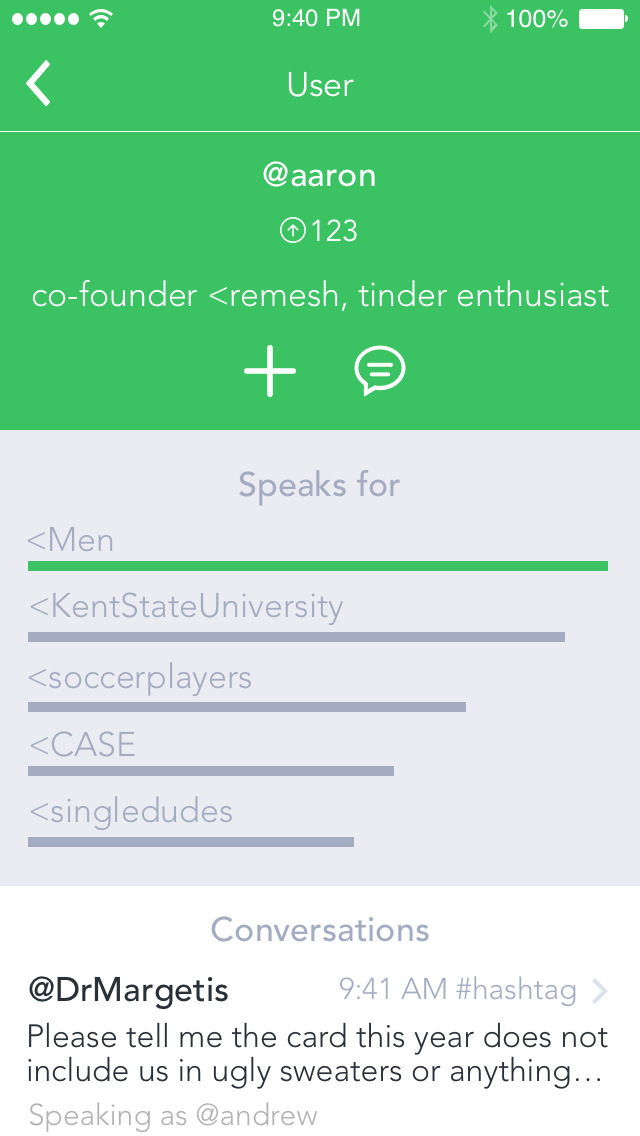 9:40 PM 100%
User
@aaron
123
co-founder <remesh, tinder enthusiast
Speaks for
<Men
<KentStateUniversity
<soccerplayers
<CASE
<singledudes
Conversations
@DrMargetis 9:41 AM #hashtag
Please tell me the card this year does not
include us in ugly sweaters or anything...
Speaking as @andrew